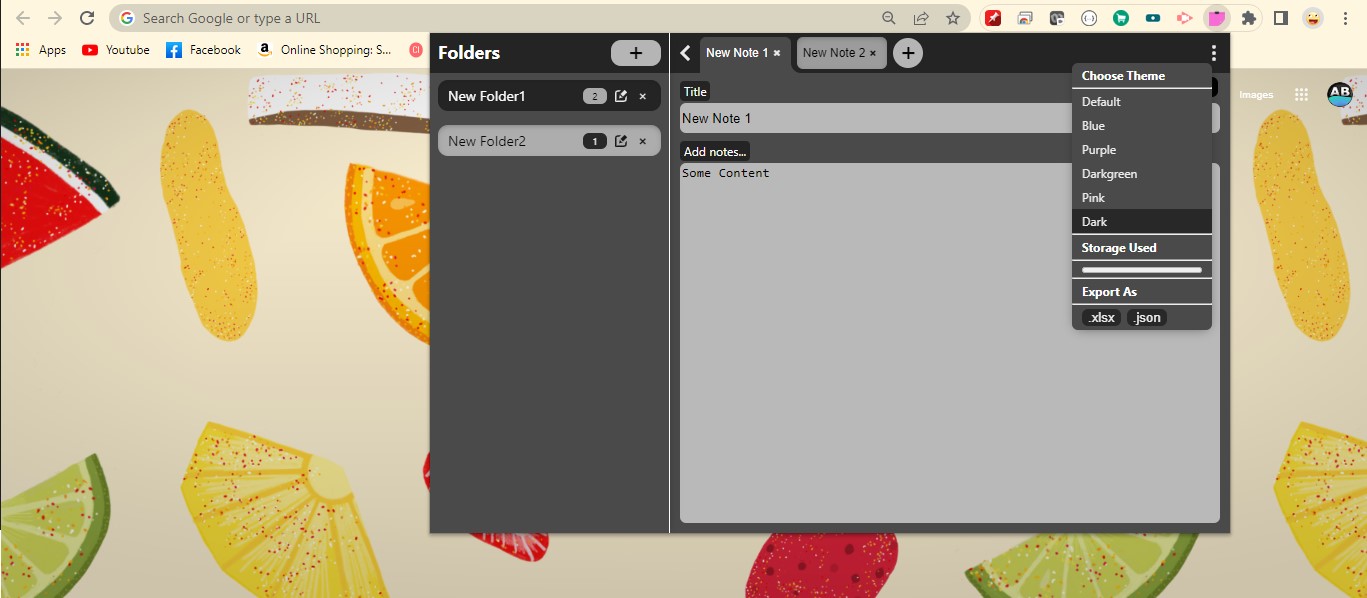 Search Google or type a URL
Apps
Youtube
Facebook
a
Online Shopping: S...
CI
Folders
+
New Folder1
2
×
New Folder2
1
×
New Note 1 ×
New Note 2 ×
+
Title
New Note 1
Add notes...
Some Content
Choose Theme
Default
Blue
Purple
Darkgreen
Pink
Dark
Storage Used
Export As
.xlsx .json
Images
AB